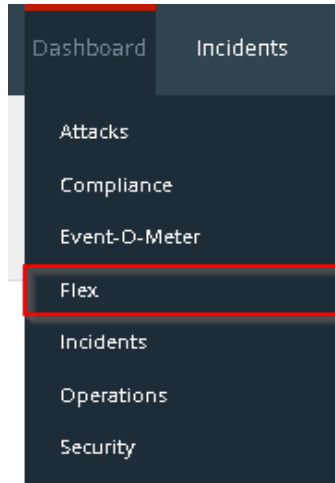 Dashboard Incidents
Attacks
Compliance
Event-O-Meter
Flex
Incidents
Operations
Security